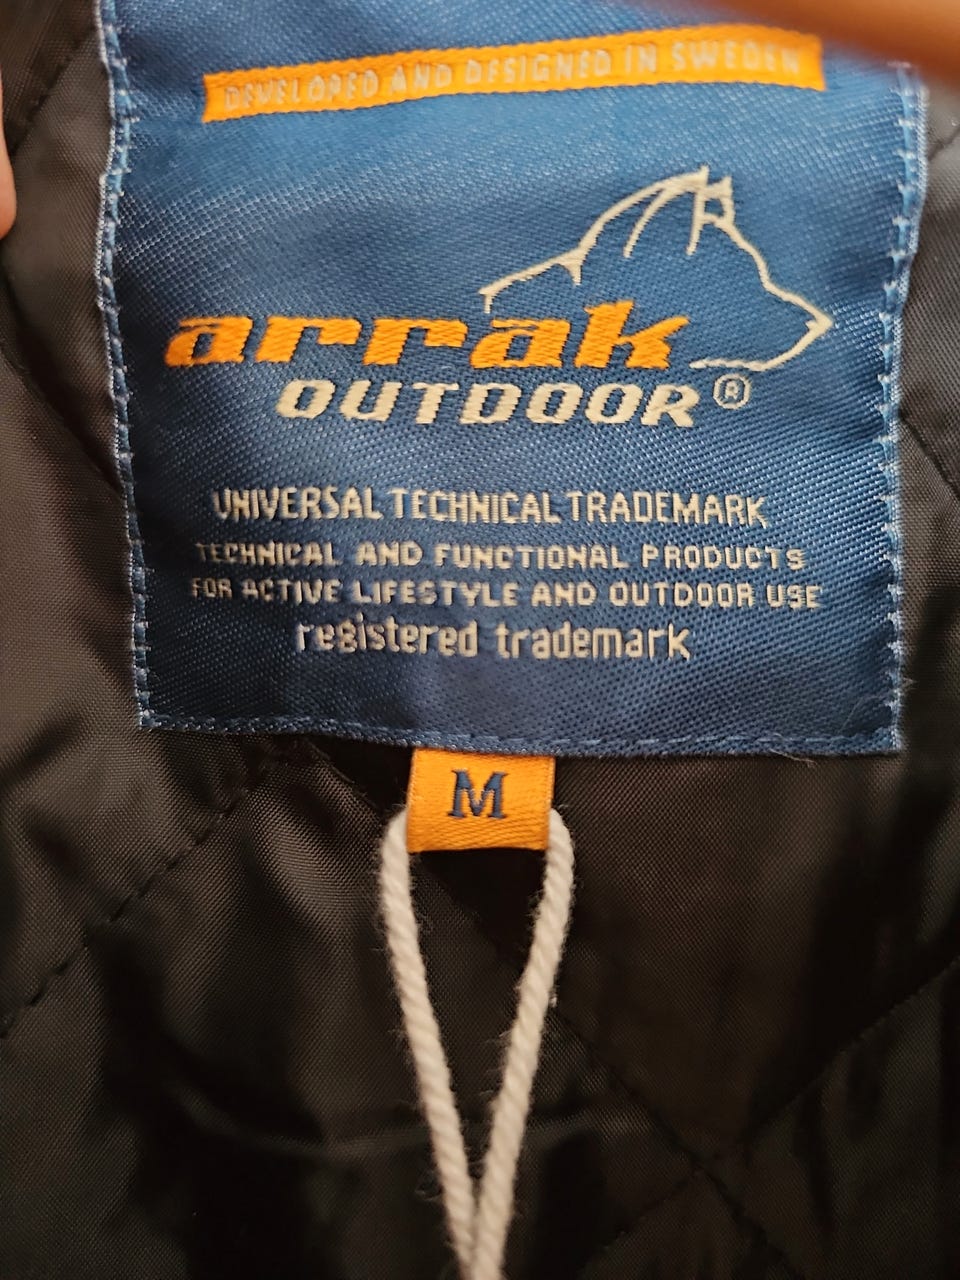 DEVELOPED AND DESIGNED IN SWEDEN
arrak
OUTDOOR®
UNIVERSAL TECHNICAL TRADEMARK
TECHNICAL AND FUNCTIONAL PRODUCTS
FOR ACTIVE LIFESTYLE AND OUTDOOR USE
registered trademark
M